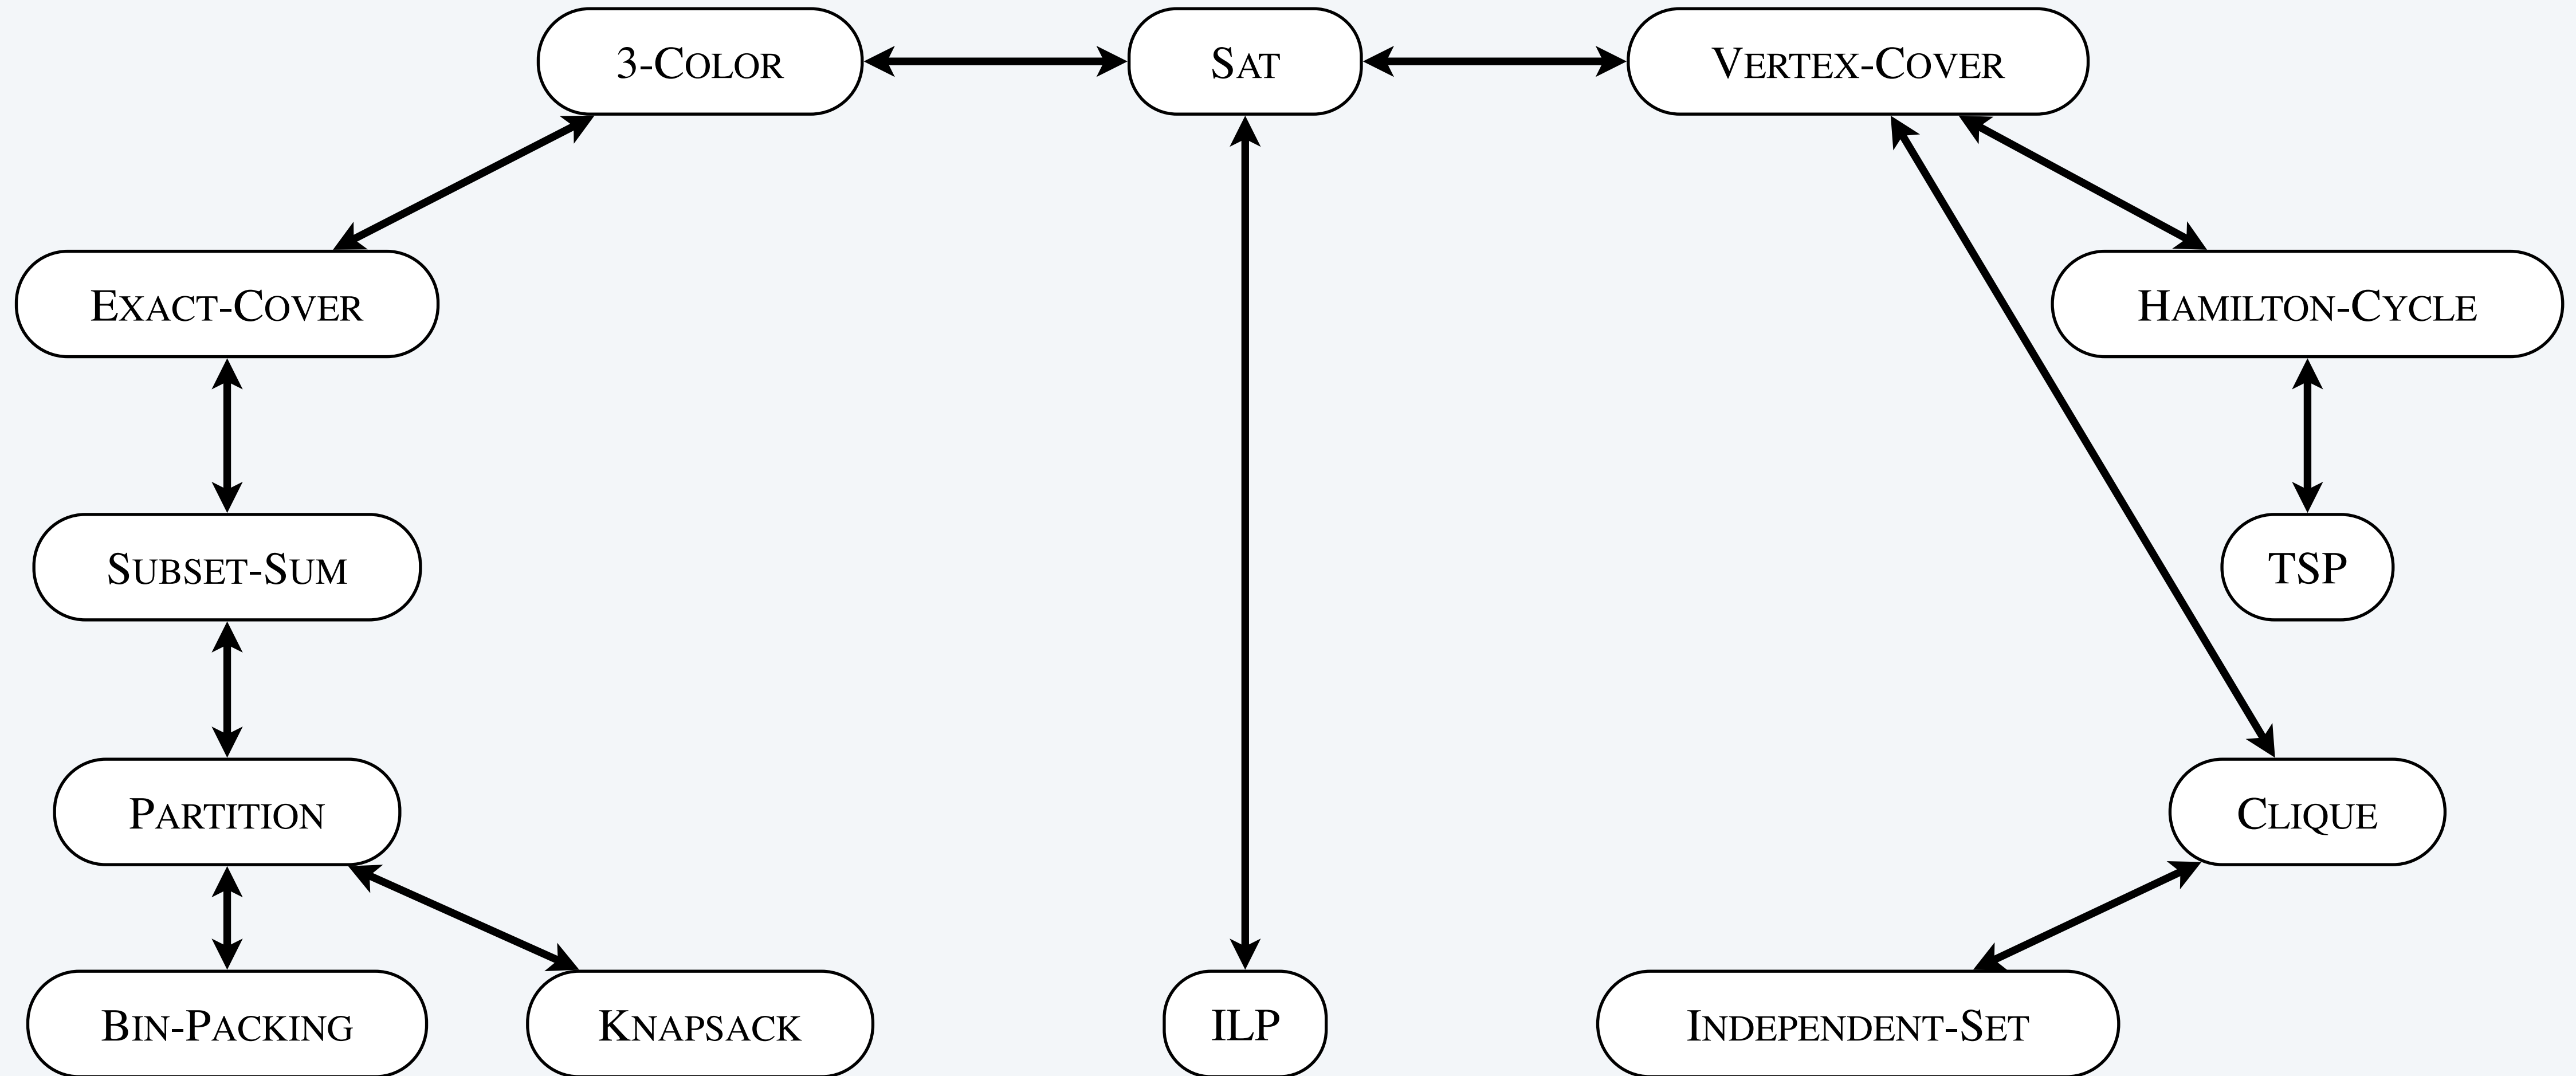 3-COLOR
SAT
VERTEX-COVER
EXACT-COVER
HAMILTON-CYCLE
SUBSET-SUM
TSP
PARTITION
CLIQUE
BIN-PACKING
KNAPSACK
ILP
INDEPENDENT-SET